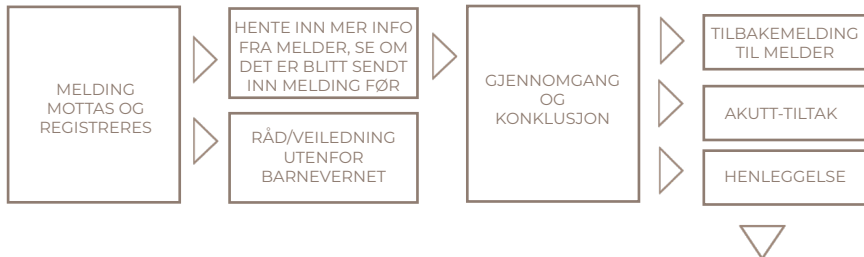 MELDING
MOTTAS OG
REGISTRERES
HENTE INN MER INFO
FRA MELDER, SE OM
DET ER BLITT SENDT
INN MELDING FØR
RÅD/VEILEDNING
UTENFOR
BARNEVERNET
GJENNOMGANG
OG
KONKLUSJON
TILBAKEMELDING
TIL MELDER
AKUTT-TILTAK
HENLEGGELSE